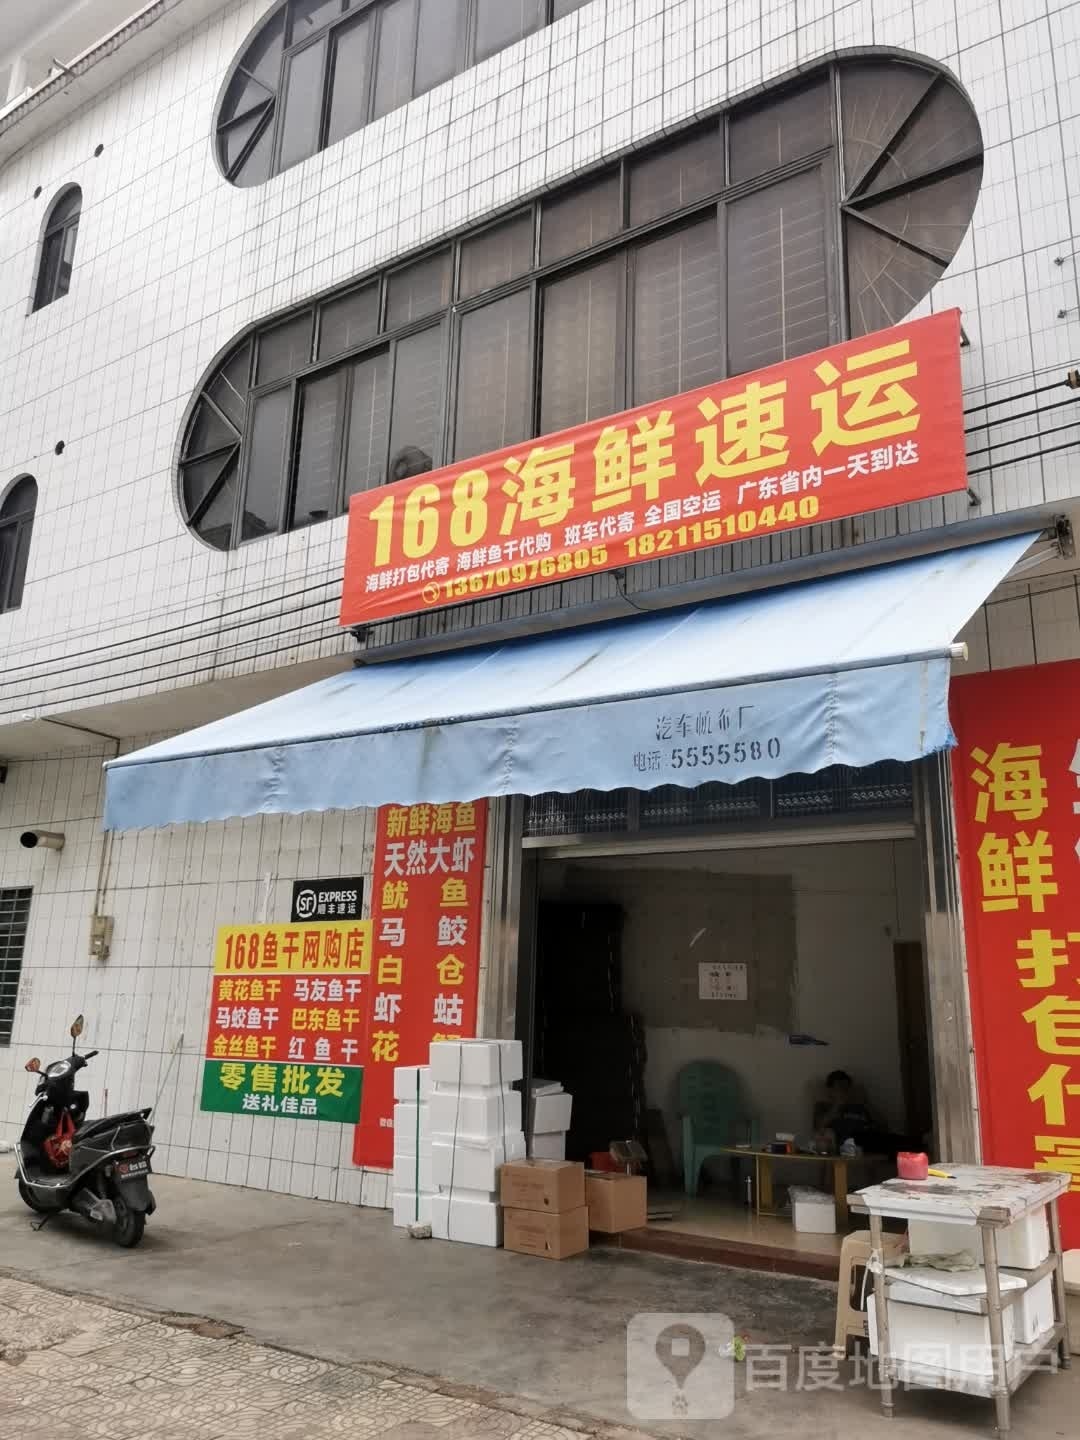 168海鲜速运
海鲜打包代寄 海鲜鱼干代购 班车代寄 全国空运 广东省内一天到达
13670976805 18211510440
汽车帆布厂
电话:5555580
新鲜海鱼
天然大虾
鱿鱼
马鲛
白仓
虾蛄
花
SF EXPRESS
顺丰速运
168鱼干网购店
黄花鱼干 马友鱼干
马鲛鱼干 巴东鱼干
金丝鱼干 红鱼干
零售批发
送礼佳品
海鲜打包代寄
百度地图用户